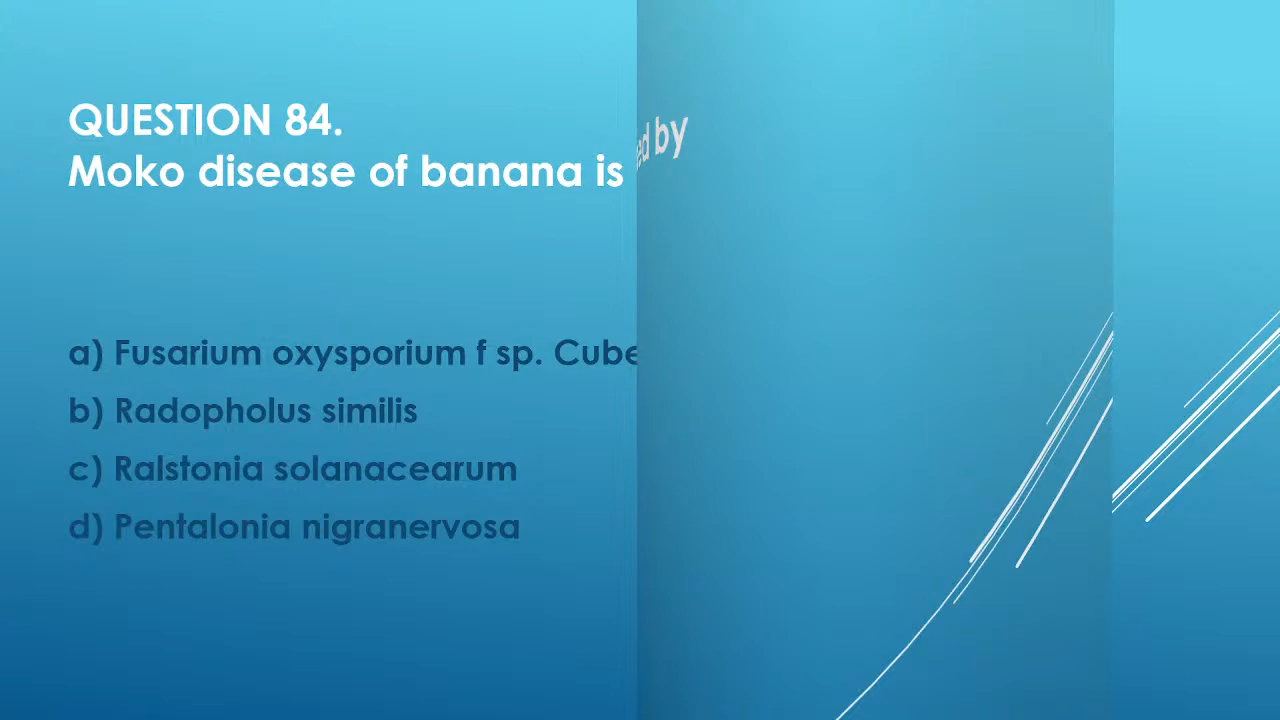 QUESTION 84.
Moko disease of banana is
ed by
a) Fusarium oxysporium f sp. Cube
b) Radopholus similis
c) Ralstonia solanacearum
d) Pentalonia nigranervosa